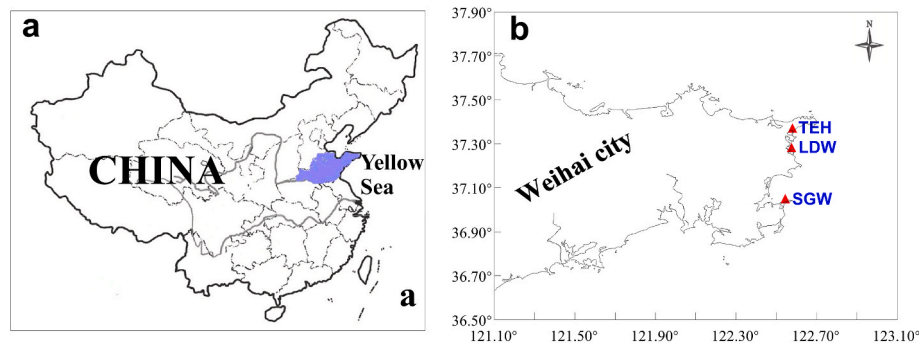 a
CHINA
Yellow
Sea
a
b
N
37.90°
37.70°
37.50°
37.30°
37.10°
36.90°
36.70°
36.50°
TEH
LDW
SGW
Weihai city
121.10° 121.50° 121.90° 122.30° 122.70° 123.10°